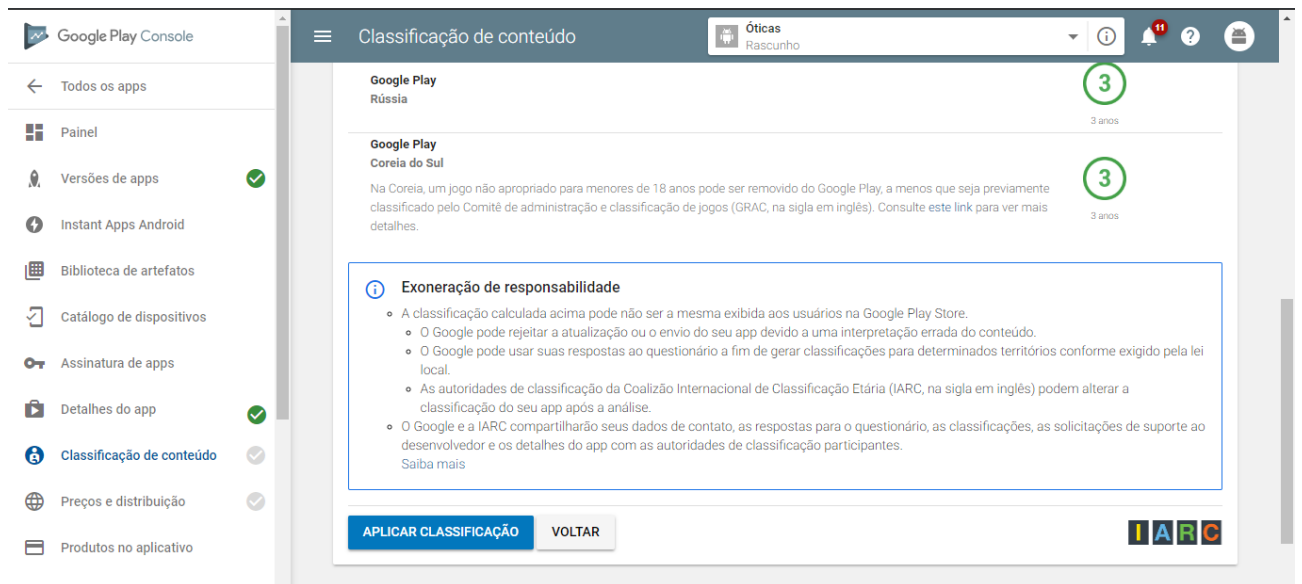 Google Play Console
Classificação de conteúdo
Óticas
Rascunho
11
Todos os apps
Painel
Versões de apps
Instant Apps Android
Biblioteca de artefatos
Catálogo de dispositivos
Assinatura de apps
Detalhes do app
Classificação de conteúdo
Preços e distribuição
Produtos no aplicativo
Google Play
Rússia
3
3 anos
Google Play
Coreia do Sul
Na Coreia, um jogo não apropriado para menores de 18 anos pode ser removido do Google Play, a menos que seja previamente
classificado pelo Comitê de administração e classificação de jogos (GRAC, na sigla em inglês). Consulte este link para ver mais
detalhes.
3
3 anos
Exoneração de responsabilidade
A classificação calculada acima pode não ser a mesma exibida aos usuários na Google Play Store.
O Google pode rejeitar a atualização ou o envio do seu app devido a uma interpretação errada do conteúdo.
O Google pode usar suas respostas ao questionário a fim de gerar classificações para determinados territórios conforme exigido pela lei
local.
As autoridades de classificação da Coalizão Internacional de Classificação Etária (IARC, na sigla em inglês) podem alterar a
classificação do seu app após a análise.
O Google e a IARC compartilharão seus dados de contato, as respostas para o questionário, as classificações, as solicitações de suporte ao
desenvolvedor e os detalhes do app com as autoridades de classificação participantes.
Saiba mais
APLICAR CLASSIFICAÇÃO
VOLTAR
IARC